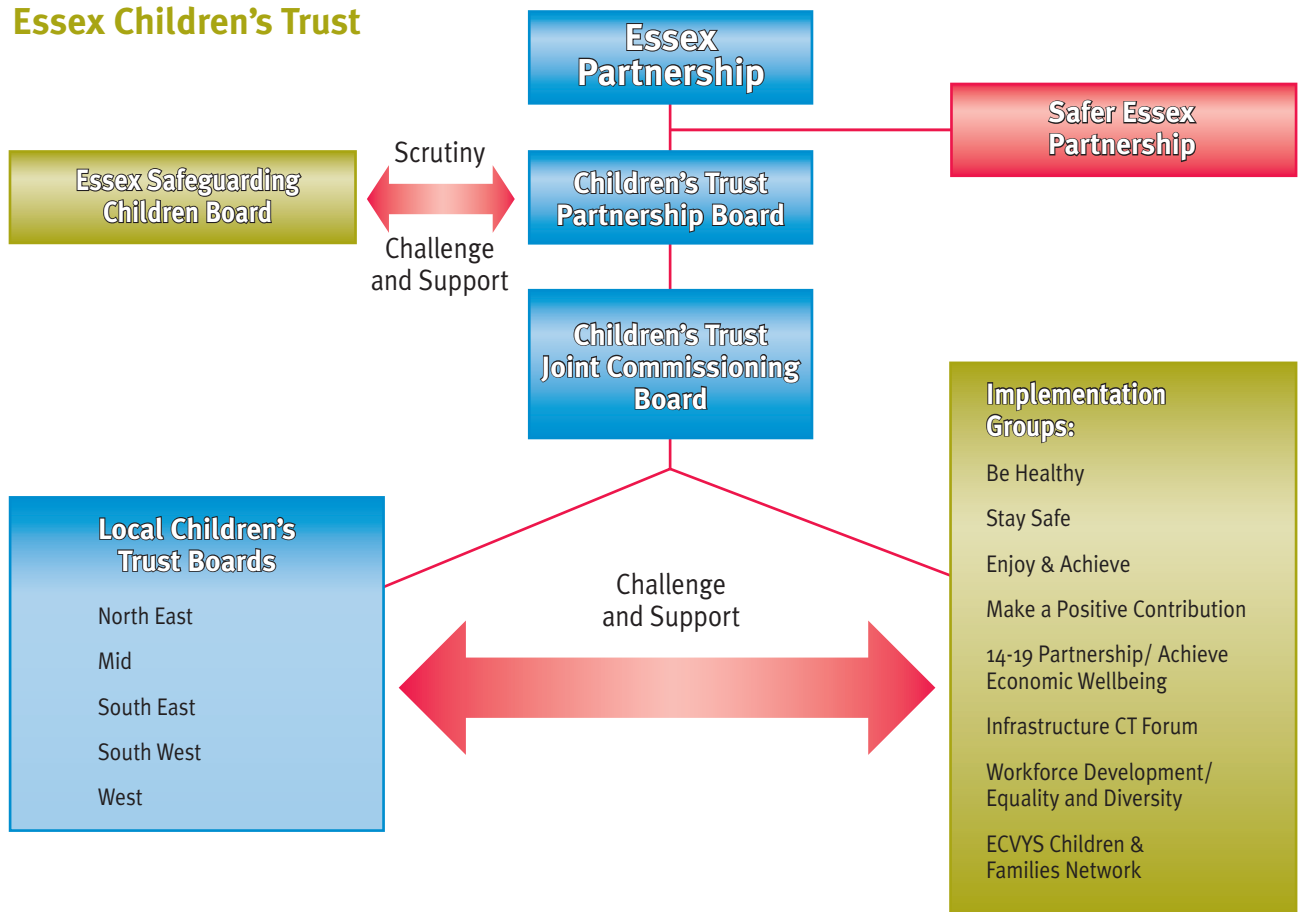 Essex Children's Trust
Essex
Partnership
Safer Essex
Partnership
Essex Safeguarding
Children Board
Scrutiny
Challenge
and Support
Children's Trust
Partnership Board
Children's Trust
Joint Commissioning
Board
Local Children's
Trust Boards
North East
Mid
South East
South West
West
Challenge
and Support
Implementation
Groups:
Be Healthy
Stay Safe
Enjoy & Achieve
Make a Positive Contribution
14-19 Partnership/ Achieve
Economic Wellbeing
Infrastructure CT Forum
Workforce Development/
Equality and Diversity
ECVYS Children &
Families Network